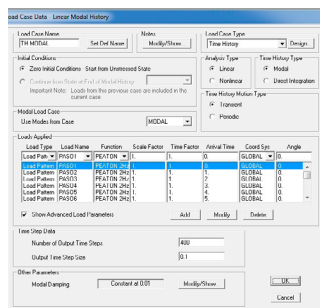 oad Case Data - Linear Modal History
Load Case Name
Notes
Load Case Type
TH MODAL
Set Def Name
Modify/Show...
Time History
Design...
Initial Conditions
Analysis Type
Time History Type
Zero Initial Conditions - Start from Unstressed State
Linear
Modal
Continue from State at End of Modal History
Nonlinear
Direct Integration
Important Note: Loads from this previous case are included in the current case
Time History Motion Type
Transient
Modal Load Case
Periodic
Use Modes from Case
MODAL
Loads Applied
Load Type Load Name Function Scale Factor Time Factor Arrival Time Coord Sys Angle
Load Patte PASO1 PEATON 2Hz 1. 1. 0. GLOBAL 0.
Load Pattern PASO1 PEATON 2Hz 1. 1. 0. GLOBAL 0.
Load Pattern PASO2 PEATON 2Hz 1. 1. GLOBAL 0.
Load Pattern PASO3 PEATON 2Hz 1. 1. 2. GLOBAL 0.
Load Pattern PASO4 PEATON 2Hz 1. 1. 3. GLOBAL 0.
Load Pattern PASO5 PEATON 2Hz 1. 1. 4. GLOBAL 0.
Load Pattern PASO6 PEATON 2Hz 1. 1. 5. GLOBAL 0.
Show Advanced Load Parameters
Add
Modify
Delete
Time Step Data
Number of Output Time Steps
400
Output Time Step Size
0.1
Other Parameters
Modal Damping
Constant at 0.01
Modify/Show...
OK
Cancel